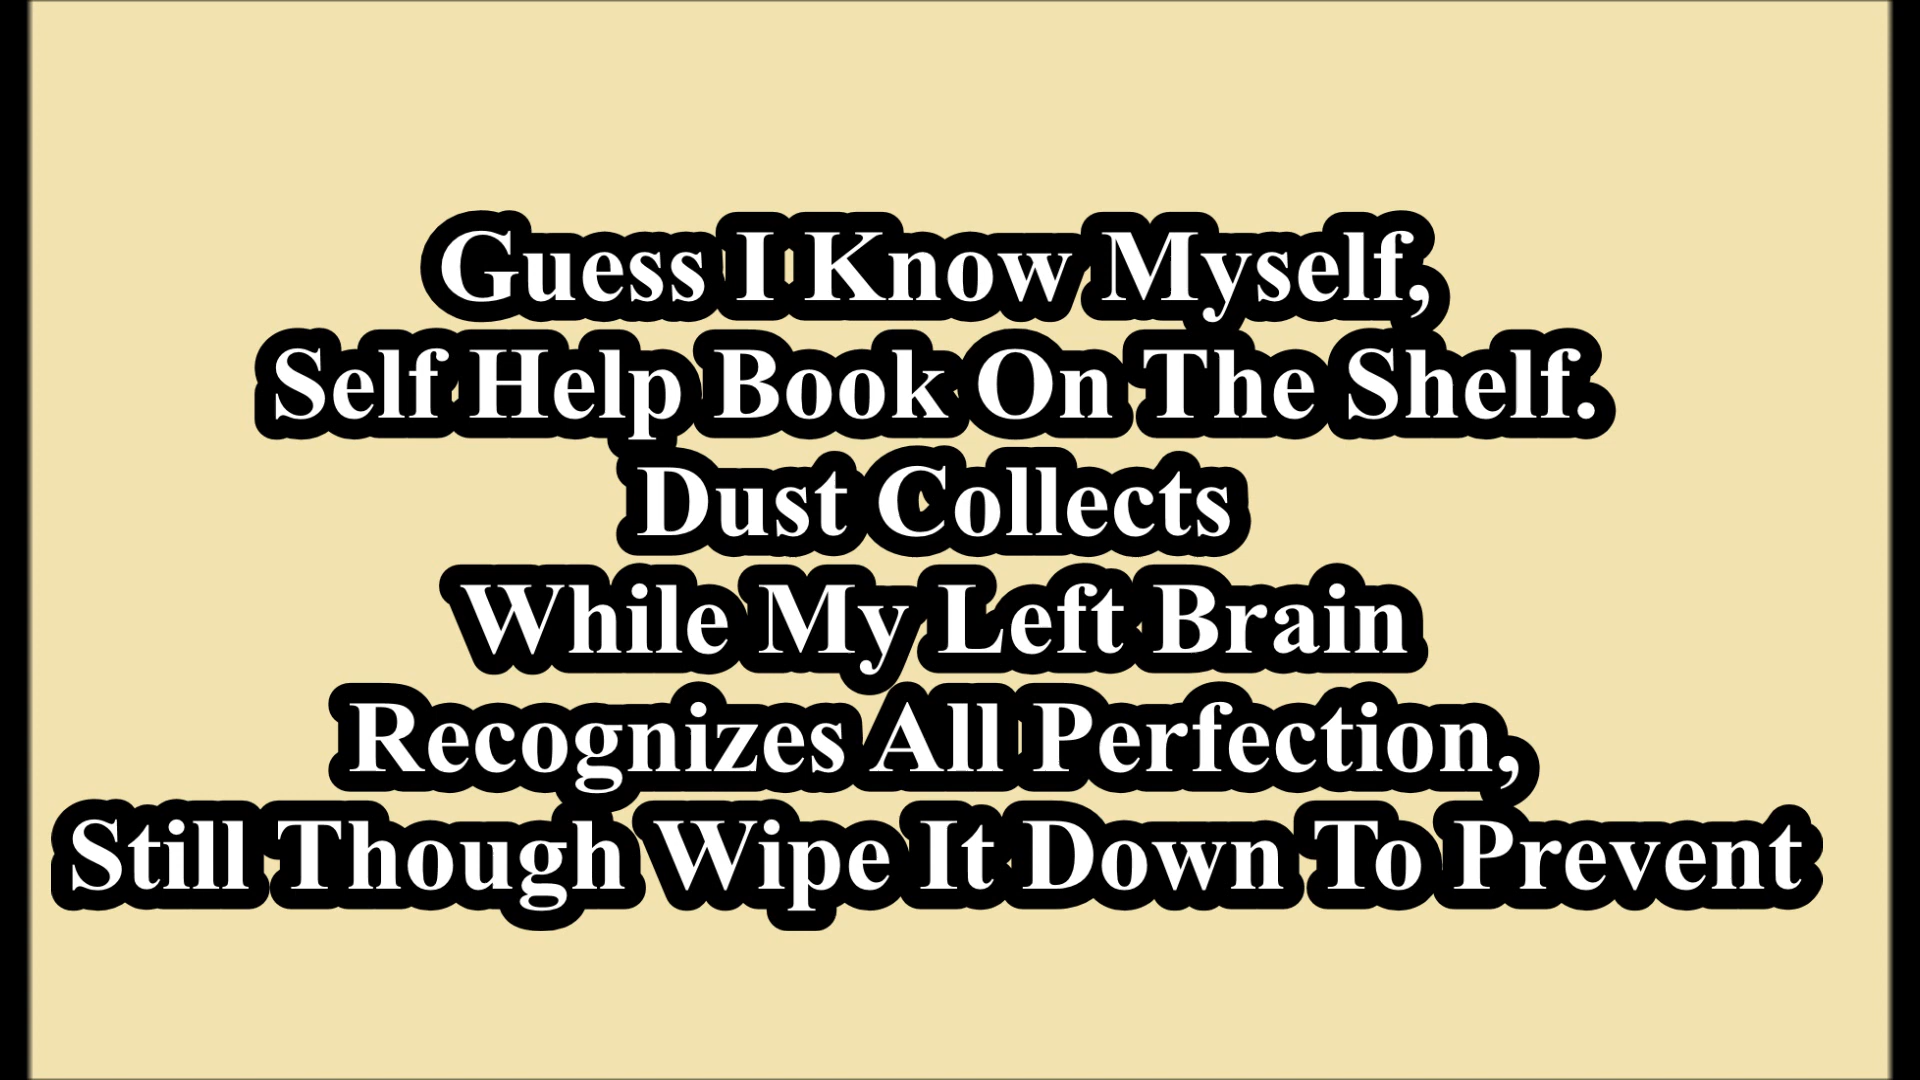 Guess I Know Myself,
Self Help Book On The Shelf.
Dust Collects
While My Left Brain
Recognizes All Perfection,
Still Though Wipe It Down To Prevent